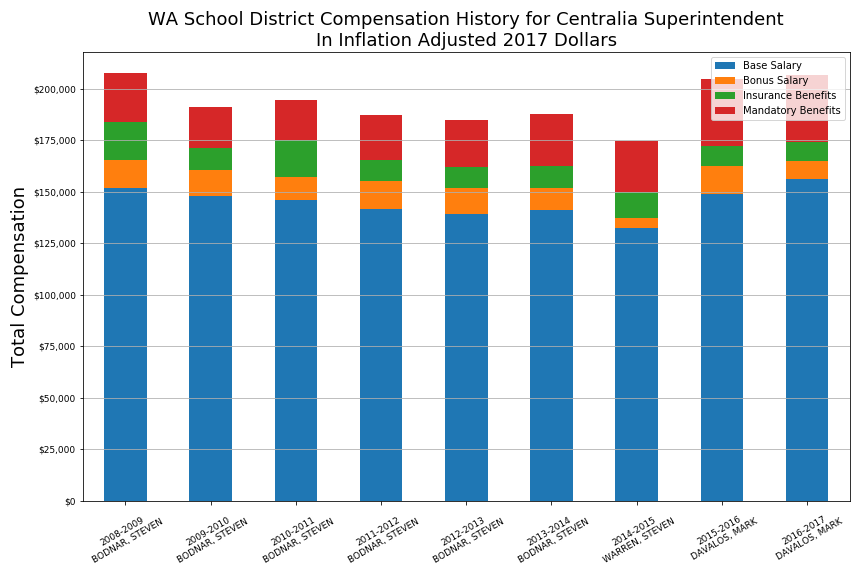 WA School District Compensation History for Centralia Superintendent
In Inflation Adjusted 2017 Dollars
Base Salary
Bonus Salary
Insurance Benefits
Mandatory Benefits
Total Compensation
$200,000
$175,000
$150,000
$125,000
$100,000
$75,000
$50,000
$25,000
$0
2008-2009
BODNAR, STEVEN
2009-2010
BODNAR, STEVEN
2010-2011
BODNAR, STEVEN
2011-2012
BODNAR, STEVEN
2012-2013
BODNAR, STEVEN
2013-2014
BODNAR, STEVEN
2014-2015
WARREN, STEVEN
2015-2016
DAVALOS, MARK
2016-2017
DAVALOS, MARK